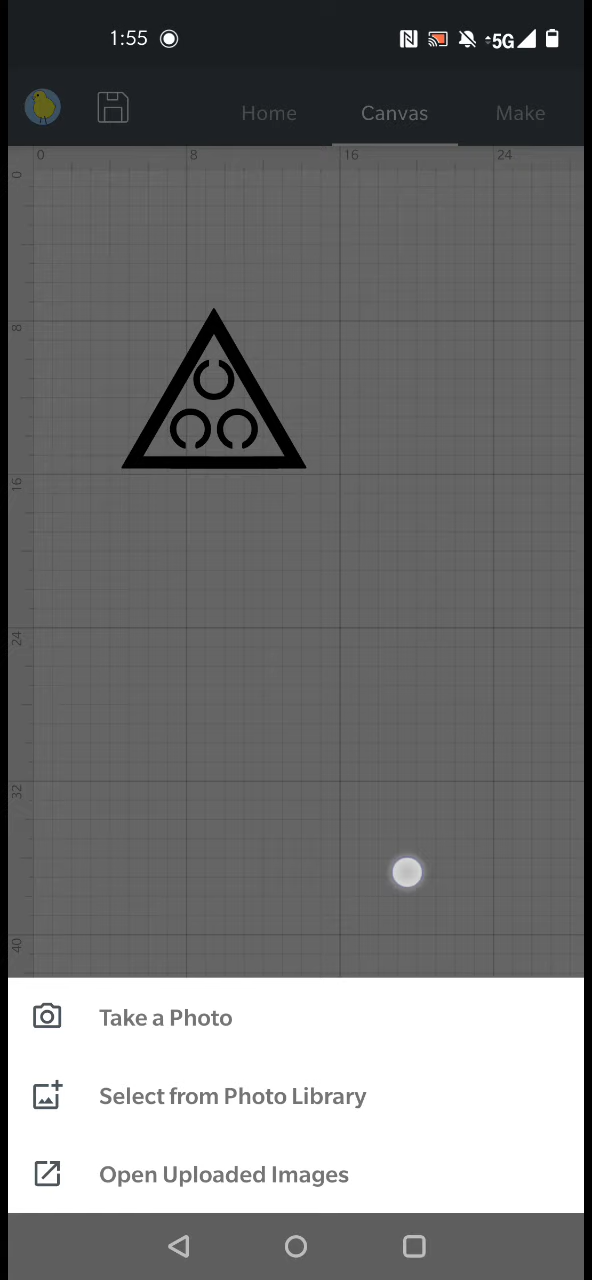 1:55
5G
Home
Canvas
Make
0
8
16
24
0
8
16
24
32
40
Take a Photo
Select from Photo Library
Open Uploaded Images